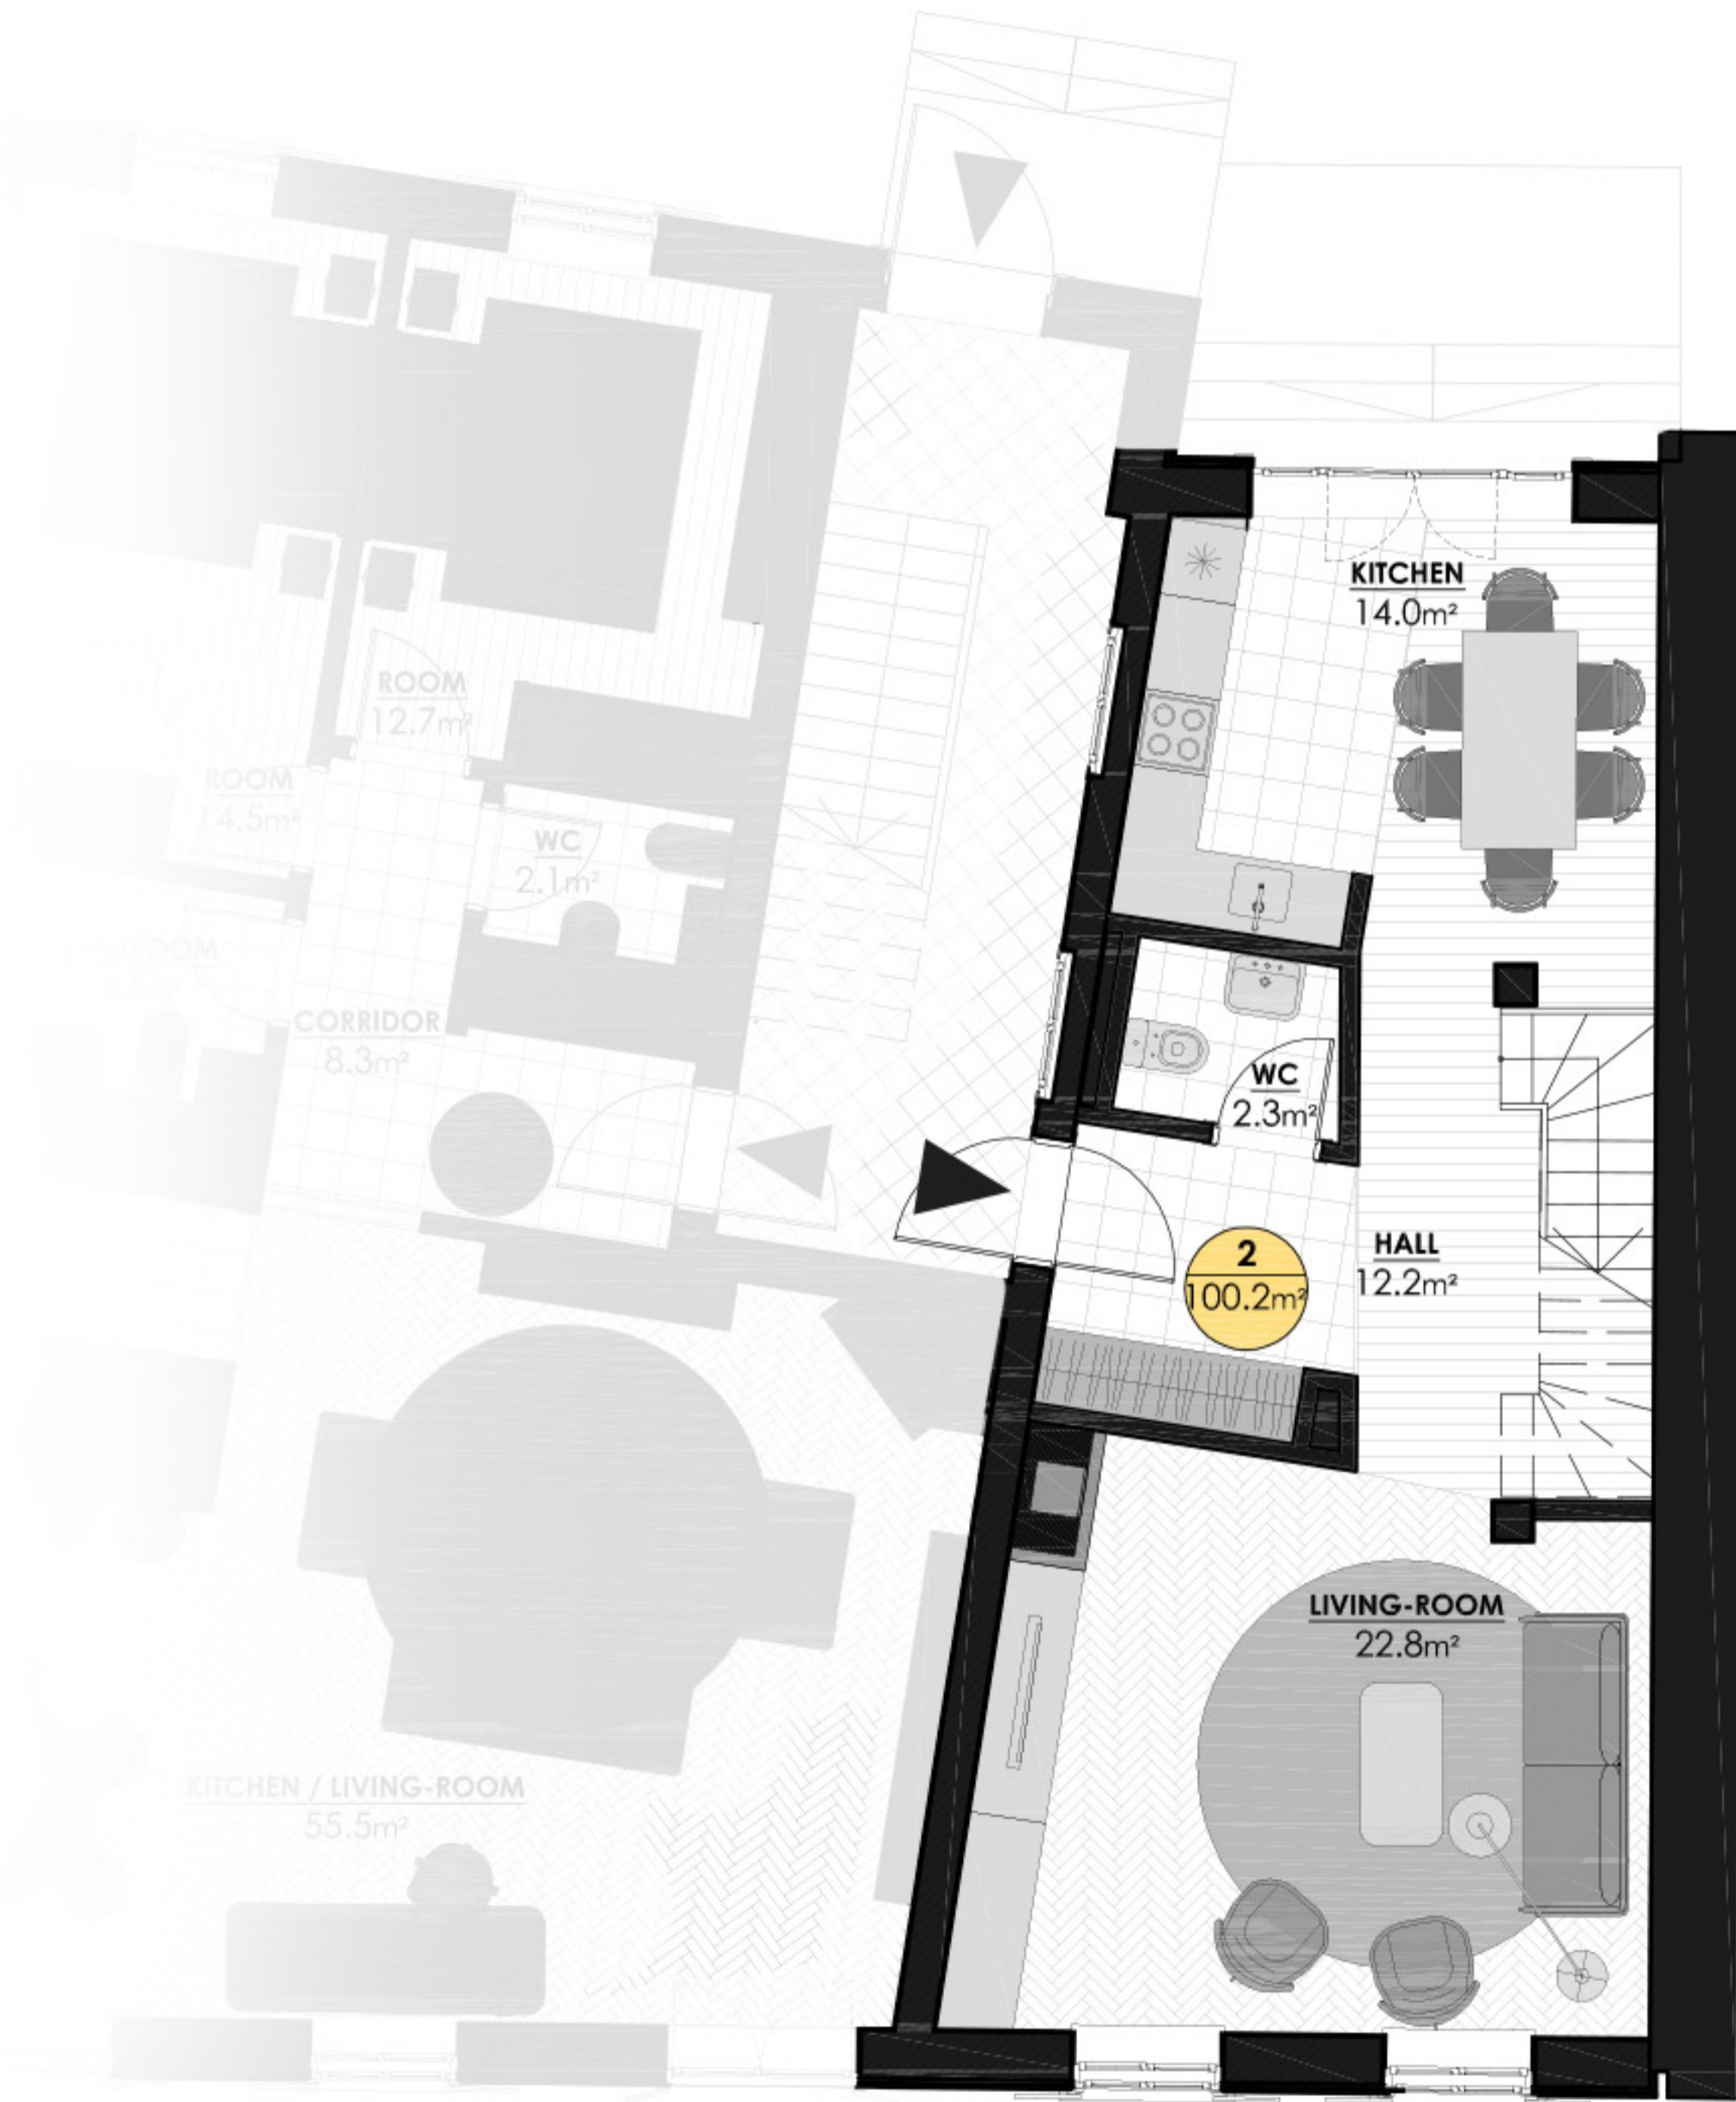 KITCHEN
14.0m²
ROOM
12.7m²
ROOM
14.5m²
WC
2.1m²
CORRIDOR
8.3m²
WC
2.3m²
2
100.2m²
HALL
12.2m²
LIVING-ROOM
22.8m²
KITCHEN / LIVING-ROOM
55.5m²